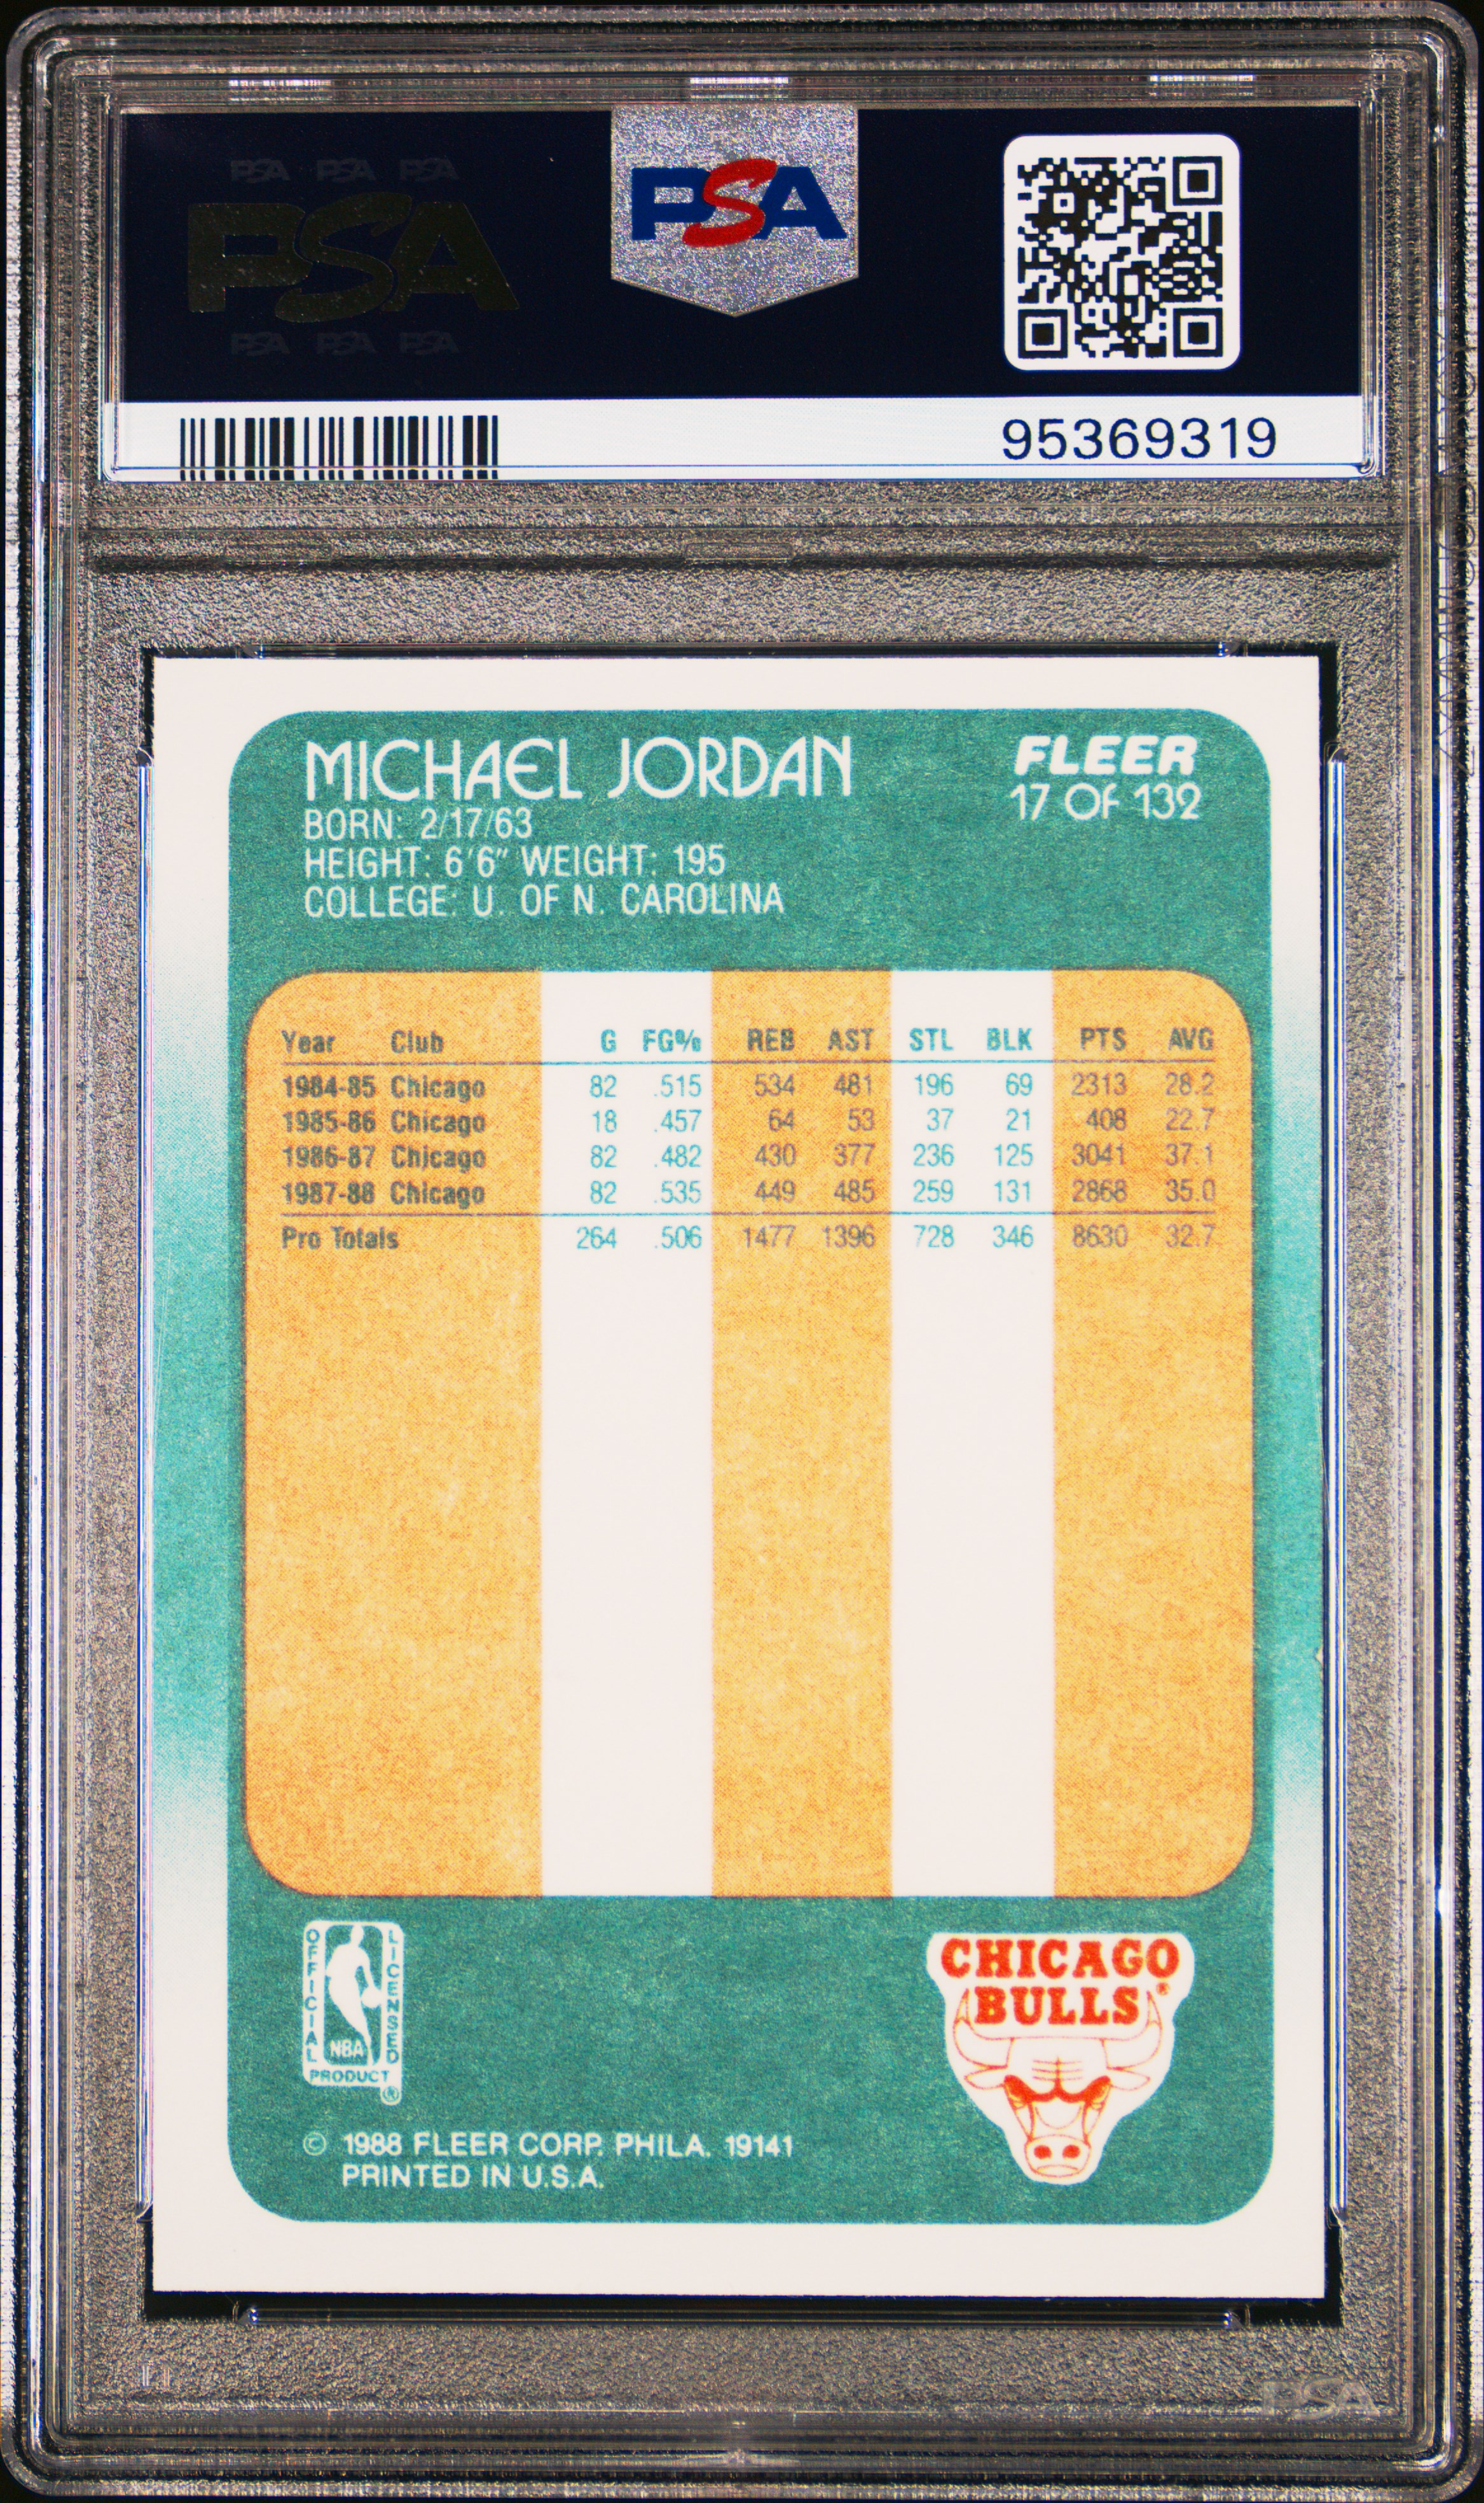 PSA PSA PSA
PSA
PSA PSA PSA
PSA
95369319
MICHAEL JORDAN
BORN: 2/17/63
HEIGHT: 6'6" WEIGHT: 195
COLLEGE: U. OF N. CAROLINA
FLEER
17 OF 132
Year Club G FG% REB AST STL BLK PTS AVG
1984-85 Chicago 82 .515 534 481 196 69 2313 28.2
1985-86 Chicago 18 .457 64 53 37 21 408 22.7
1986-87 Chicago 82 .482 430 377 236 125 3041 37.1
1987-88 Chicago 82 .535 449 485 259 131 2868 35.0
Pro Totals 264 .506 1477 1396 728 346 8630 32.7
OFFICIAL
LICENSED
NBA
PRODUCT
®
CHICAGO
BULLS
®
© 1988 FLEER CORP. PHILA. 19141
PRINTED IN U.S.A.
PSA